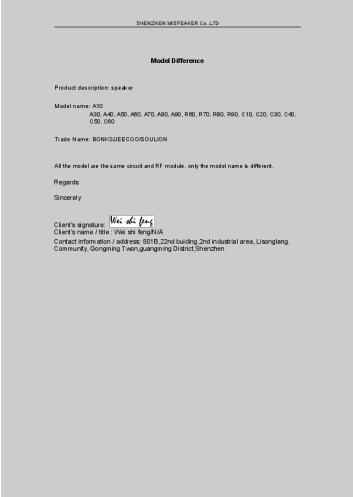 SHENZHEN MISPEAKER Co.,LTD
Model Difference
Product description: speaker
Model name: A10
A30, A40, A50, A60, A70, A80, A90, R60, R70, R80, R90, C10, C20, C30, C40,
C50, C60
Trade Name: BONKS/JEECOO/SOULION
All the model are the same circuit and RF module, only the model name is different.
Regards
Sincerely
Client's signature: Wei shi feng
Client's name / title : Wei shi feng/N/A
Contact information / address: 801B,22nd buiding,2nd industrial area, Lisonglang.
Community, Gongming Twon,guangming District,Shenzhen